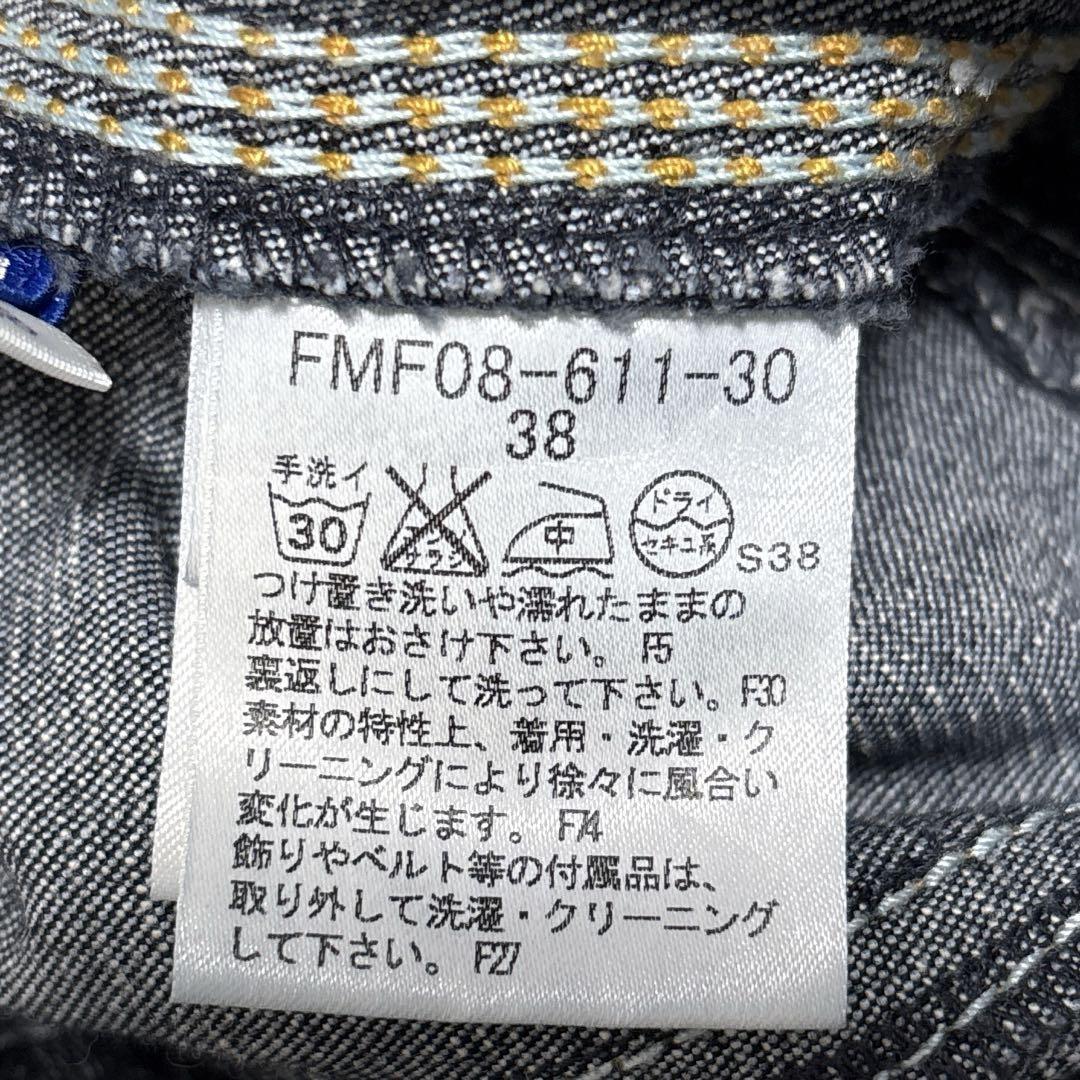 FMF08-611-30
38
手洗イ
30
エンソサラシ
中
ドライ
セキユ系
S38
つけ置き洗いや濡れたままの
放置はおさけ下さい。 F5
裏返しにして洗って下さい。F30
素材の特性上、着用・洗濯・ク
リーニングにより徐々に風合い
変化が生じます。 F74
飾りやベルト等の付属品は、
取り外して洗濯・クリーニング
して下さい。 F27